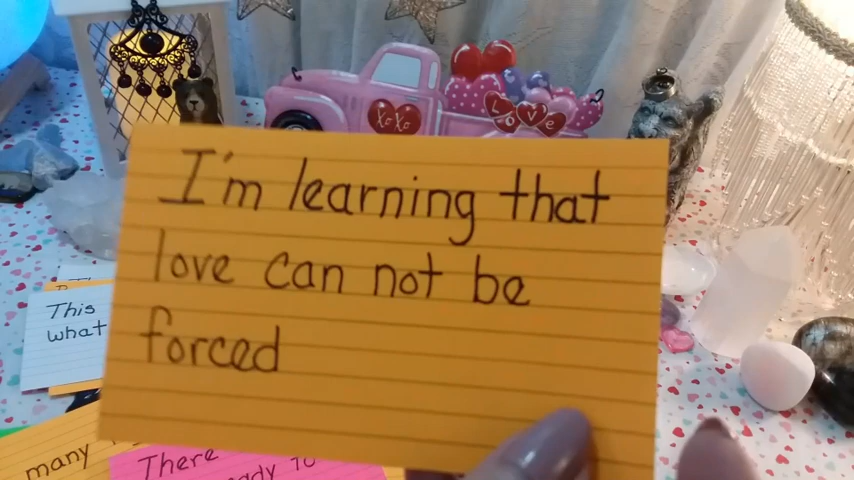 XoXo
Love
I'm learning that
love can not be
forced
This
what
many
There